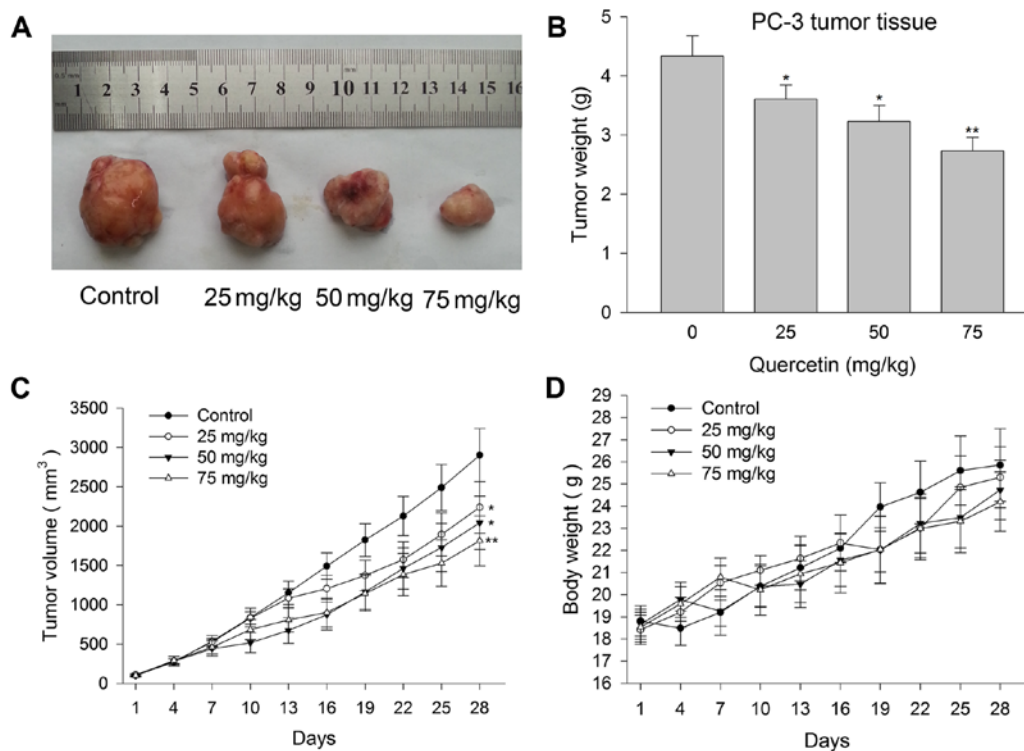 A
0.5 mm
1 2 3 4 5 6 7 8 9 10 11 12 13 14 15 16
Control 25 mg/kg 50 mg/kg 75 mg/kg
B
PC-3 tumor tissue
Tumor weight (g)
5
4
3
2
1
0
* * **
0 25 50 75
Quercetin (mg/kg)
C
Tumor volume ( mm³ )
3500
3000
2500
2000
1500
1000
500
0
Control
25 mg/kg
50 mg/kg
75 mg/kg
*
*
**
1 4 7 10 13 16 19 22 25 28
Days
D
Body weight ( g )
29
28
27
26
25
24
23
22
21
20
19
18
17
16
Control
25 mg/kg
50 mg/kg
75 mg/kg
1 4 7 10 13 16 19 22 25 28
Days